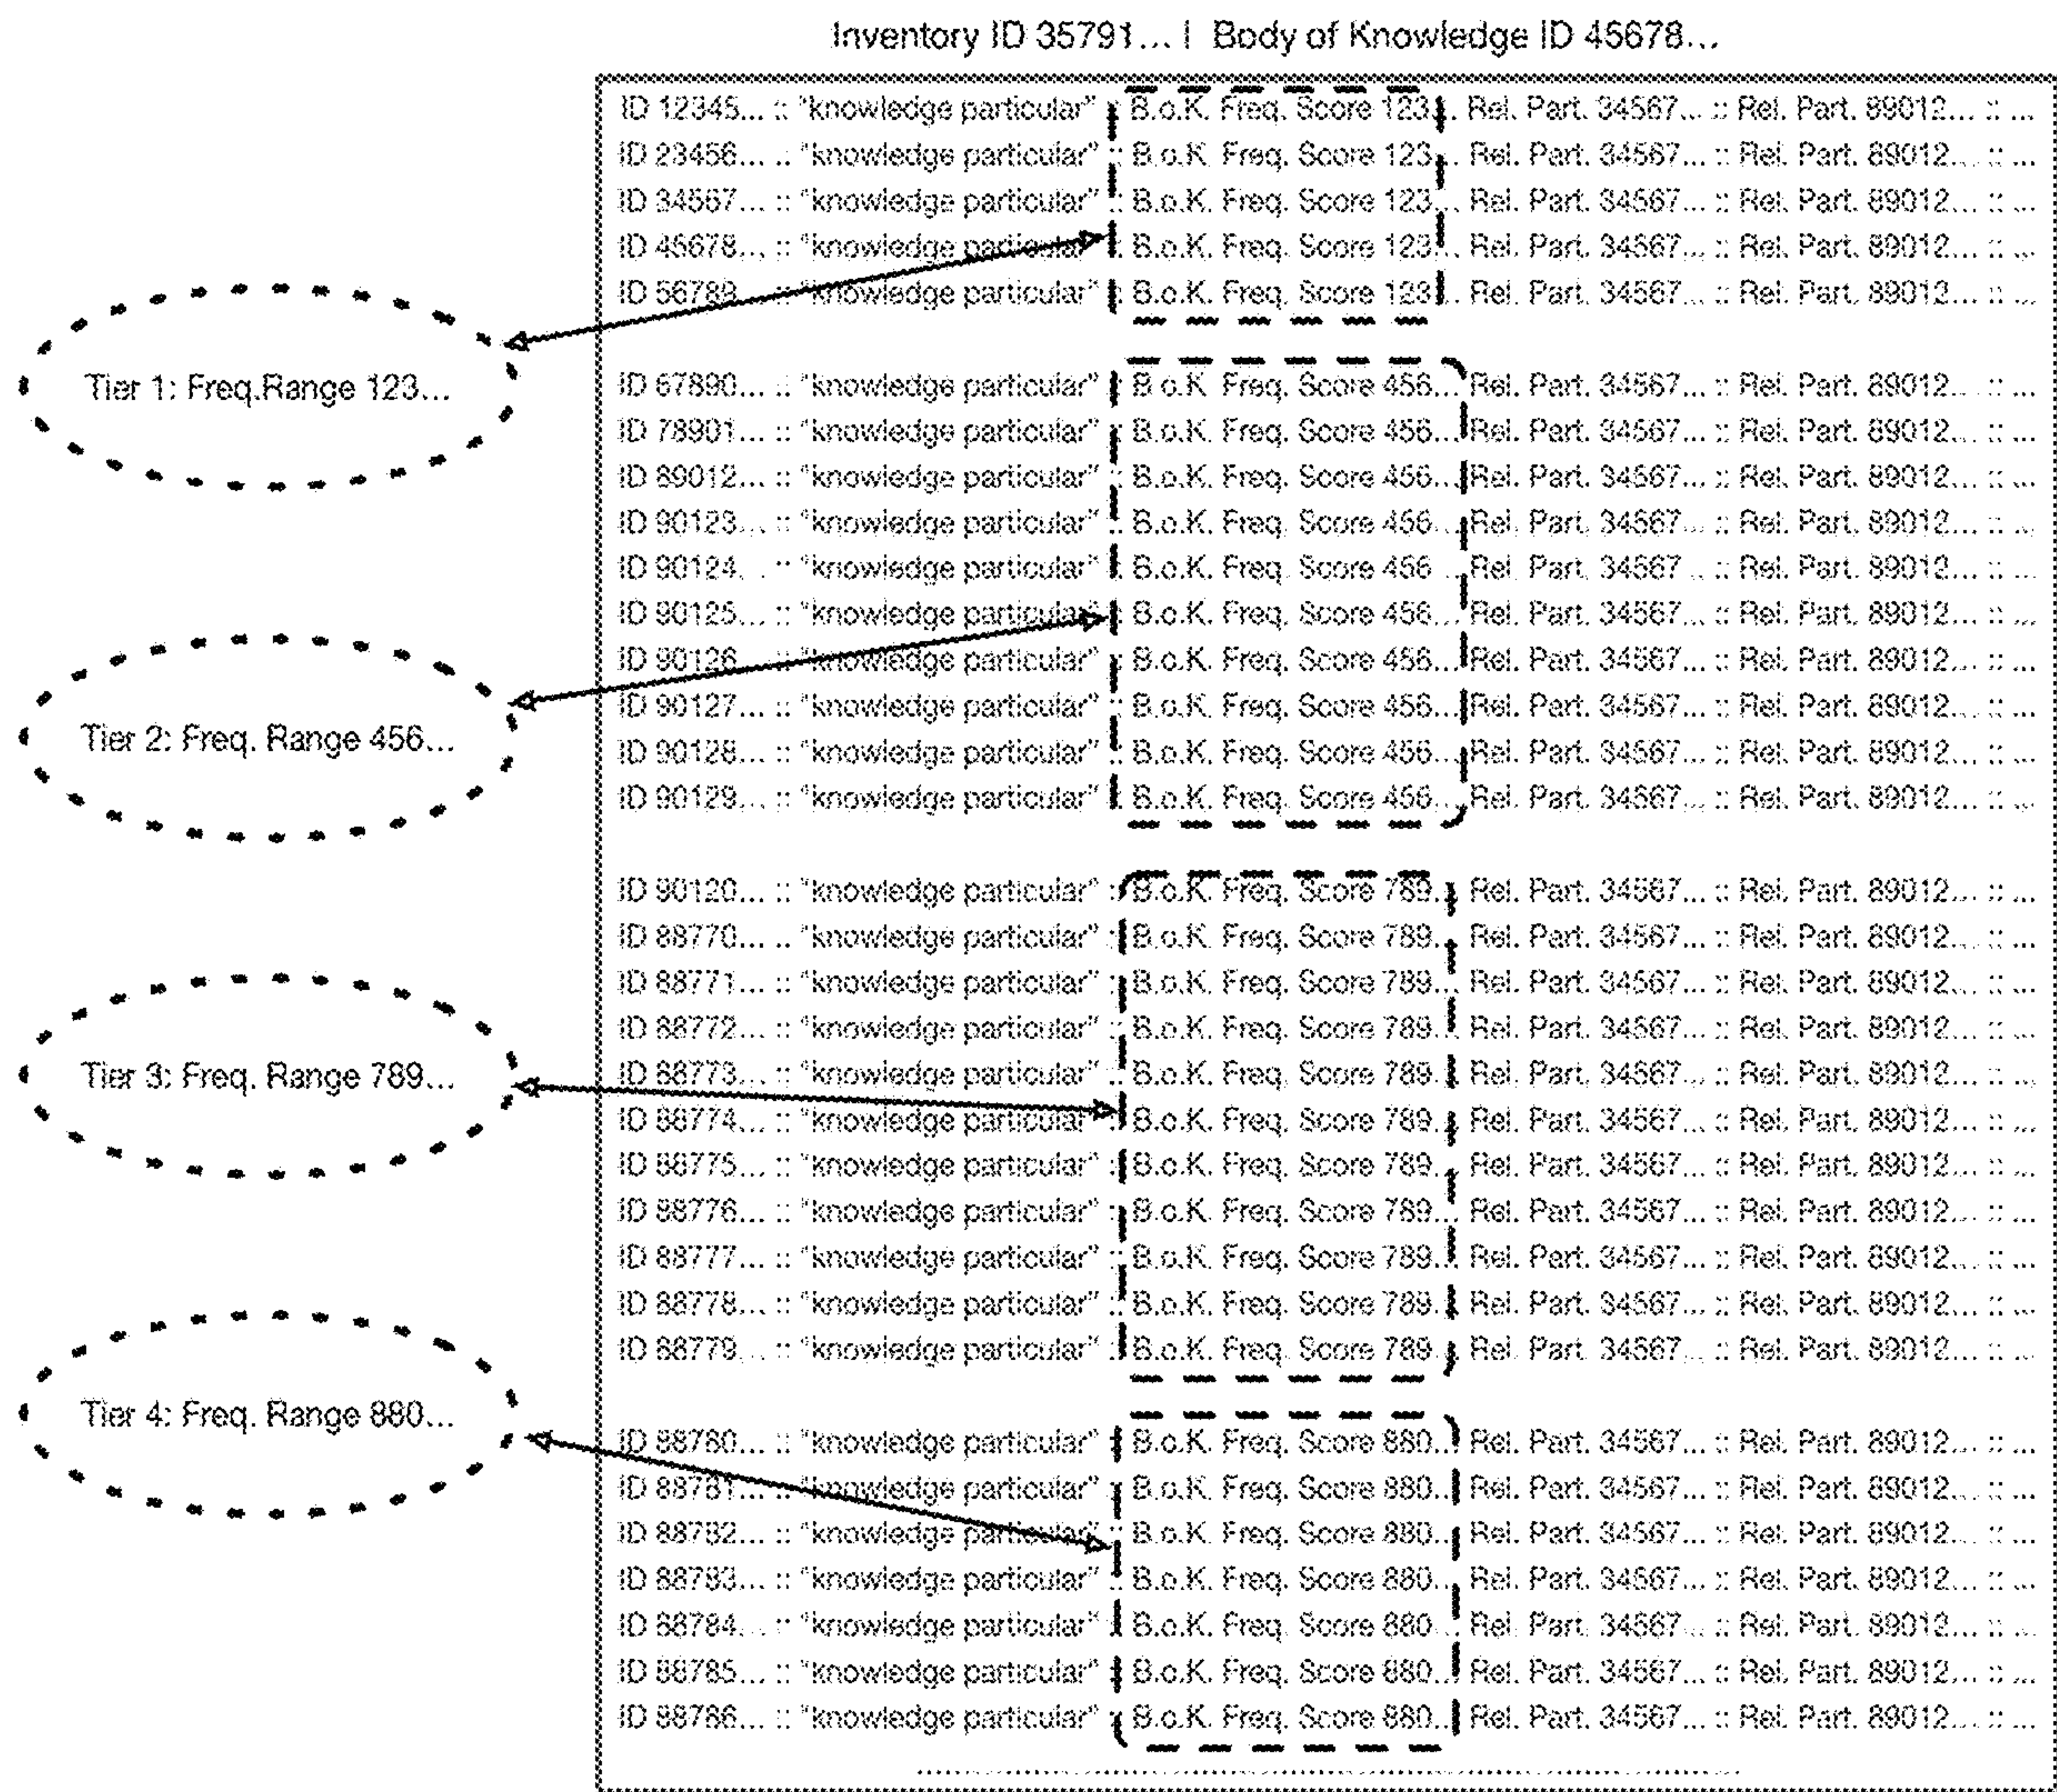 Inventory ID 35791... | Body of Knowledge ID 45678...
ID 12345... :: "knowledge particular" :: B.o.K. Freq. Score 123... Rel. Part. 34567... :: Rel. Part. 89012... :: ...
ID 23456... :: "knowledge particular" :: B.o.K. Freq. Score 123... Rel. Part. 34567... :: Rel. Part. 89012... :: ...
ID 34567... :: "knowledge particular" :: B.o.K. Freq. Score 123... Rel. Part. 34567... :: Rel. Part. 89012... :: ...
ID 45678... :: "knowledge particular" :: B.o.K. Freq. Score 123... Rel. Part. 34567... :: Rel. Part. 89012... :: ...
ID 56789... :: "knowledge particular" :: B.o.K. Freq. Score 123... Rel. Part. 34567... :: Rel. Part. 89012... :: ...
Tier 1: Freq.Range 123...
ID 67890... :: "knowledge particular" :: B.o.K. Freq. Score 456... Rel. Part. 34567... :: Rel. Part. 89012... :: ...
ID 78901... :: "knowledge particular" :: B.o.K. Freq. Score 456... Rel. Part. 34567... :: Rel. Part. 89012... :: ...
ID 89012... :: "knowledge particular" :: B.o.K. Freq. Score 456... Rel. Part. 34567... :: Rel. Part. 89012... :: ...
ID 90123... :: "knowledge particular" :: B.o.K. Freq. Score 456... Rel. Part. 34567... :: Rel. Part. 89012... :: ...
ID 90124... :: "knowledge particular" :: B.o.K. Freq. Score 456... Rel. Part. 34567... :: Rel. Part. 89012... :: ...
ID 90125... :: "knowledge particular" :: B.o.K. Freq. Score 456... Rel. Part. 34567... :: Rel. Part. 89012... :: ...
ID 90126... :: "knowledge particular" :: B.o.K. Freq. Score 456... Rel. Part. 34567... :: Rel. Part. 89012... :: ...
ID 90127... :: "knowledge particular" :: B.o.K. Freq. Score 456... Rel. Part. 34567... :: Rel. Part. 89012... :: ...
Tier 2: Freq. Range 456...
ID 90128... :: "knowledge particular" :: B.o.K. Freq. Score 456... Rel. Part. 34567... :: Rel. Part. 89012... :: ...
ID 90129... :: "knowledge particular" :: B.o.K. Freq. Score 456... Rel. Part. 34567... :: Rel. Part. 89012... :: ...
ID 90120... :: "knowledge particular" :: B.o.K. Freq. Score 789... Rel. Part. 34567... :: Rel. Part. 89012... :: ...
ID 88770... :: "knowledge particular" :: B.o.K. Freq. Score 789... Rel. Part. 34567... :: Rel. Part. 89012... :: ...
ID 88771... :: "knowledge particular" :: B.o.K. Freq. Score 789... Rel. Part. 34567... :: Rel. Part. 89012... :: ...
ID 88772... :: "knowledge particular" :: B.o.K. Freq. Score 789... Rel. Part. 34567... :: Rel. Part. 89012... :: ...
ID 88773... :: "knowledge particular" :: B.o.K. Freq. Score 789... Rel. Part. 34567... :: Rel. Part. 89012... :: ...
Tier 3: Freq. Range 789...
ID 88774... :: "knowledge particular" :: B.o.K. Freq. Score 789... Rel. Part. 34567... :: Rel. Part. 89012... :: ...
ID 88775... :: "knowledge particular" :: B.o.K. Freq. Score 789... Rel. Part. 34567... :: Rel. Part. 89012... :: ...
ID 88776... :: "knowledge particular" :: B.o.K. Freq. Score 789... Rel. Part. 34567... :: Rel. Part. 89012... :: ...
ID 88777... :: "knowledge particular" :: B.o.K. Freq. Score 789... Rel. Part. 34567... :: Rel. Part. 89012... :: ...
ID 88778... :: "knowledge particular" :: B.o.K. Freq. Score 789... Rel. Part. 34567... :: Rel. Part. 89012... :: ...
ID 88779... :: "knowledge particular" :: B.o.K. Freq. Score 789... Rel. Part. 34567... :: Rel. Part. 89012... :: ...
Tier 4: Freq. Range 880...
ID 88780... :: "knowledge particular" :: B.o.K. Freq. Score 880... Rel. Part. 34567... :: Rel. Part. 89012... :: ...
ID 88781... :: "knowledge particular" :: B.o.K. Freq. Score 880... Rel. Part. 34567... :: Rel. Part. 89012... :: ...
ID 88782... :: "knowledge particular" :: B.o.K. Freq. Score 880... Rel. Part. 34567... :: Rel. Part. 89012... :: ...
ID 88783... :: "knowledge particular" :: B.o.K. Freq. Score 880... Rel. Part. 34567... :: Rel. Part. 89012... :: ...
ID 88784... :: "knowledge particular" :: B.o.K. Freq. Score 880... Rel. Part. 34567... :: Rel. Part. 89012... :: ...
ID 88785... :: "knowledge particular" :: B.o.K. Freq. Score 880... Rel. Part. 34567... :: Rel. Part. 89012... :: ...
ID 88786... :: "knowledge particular" :: B.o.K. Freq. Score 880... Rel. Part. 34567... :: Rel. Part. 89012... :: ...